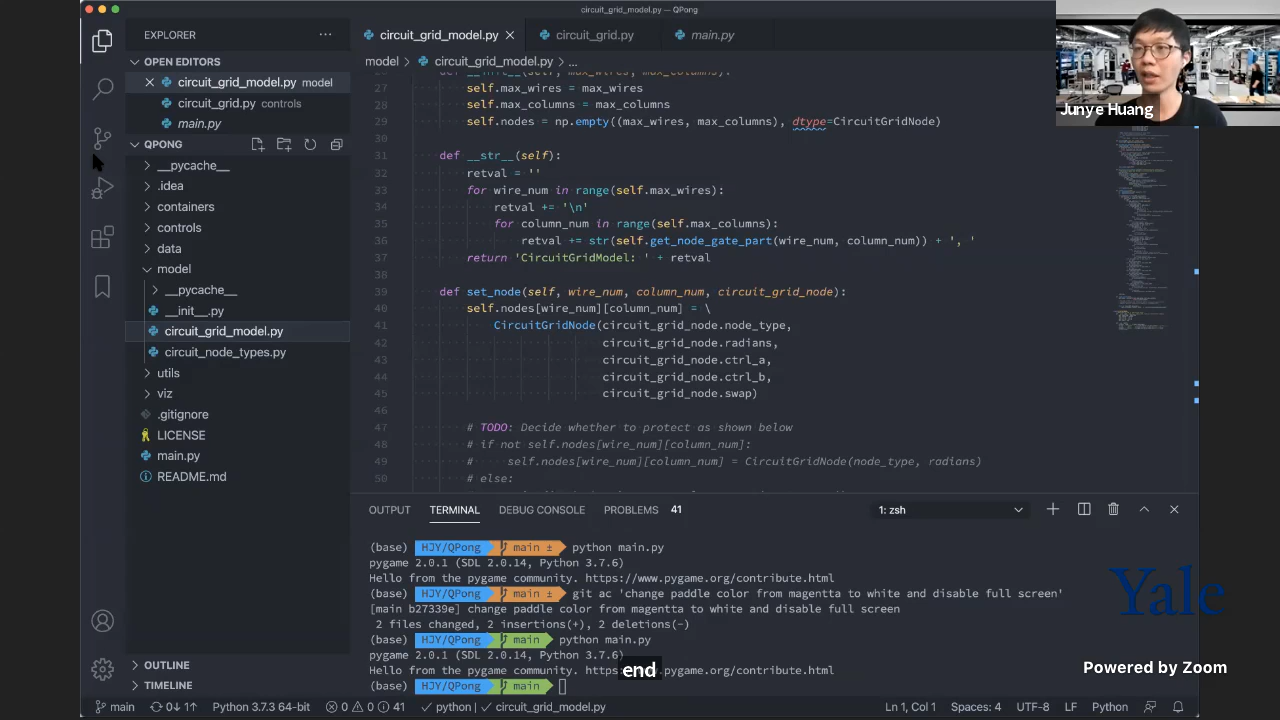 circuit_grid_model.py — QPong
EXPLORER
OPEN EDITORS
circuit_grid_model.py model
circuit_grid.py controls
main.py
QPONG
__pycache__
.idea
containers
controls
data
model
__pycache__
__init__.py
circuit_grid_model.py
circuit_node_types.py
utils
viz
.gitignore
LICENSE
main.py
README.md
OUTLINE
TIMELINE
circuit_grid_model.py
circuit_grid.py
main.py
model > circuit_grid_model.py > ...
27 self.max_wires = max_wires
28 self.max_columns = max_columns
29 self.nodes = np.empty((max_wires, max_columns), dtype=CircuitGridNode)
30
31 def __str__(self):
32 retval = ''
33 for wire_num in range(self.max_wires):
34 retval += '\n'
35 for column_num in range(self.max_columns):
36 retval += str(self.get_node_gate_part(wire_num, column_num)) + ', '
37 return 'CircuitGridModel: ' + retval
38
39 def set_node(self, wire_num, column_num, circuit_grid_node):
40 self.nodes[wire_num][column_num] = \
41 CircuitGridNode(circuit_grid_node.node_type,
42 circuit_grid_node.radians,
43 circuit_grid_node.ctrl_a,
44 circuit_grid_node.ctrl_b,
45 circuit_grid_node.swap)
46
47 # TODO: Decide whether to protect as shown below
48 # if not self.nodes[wire_num][column_num]:
49 # self.nodes[wire_num][column_num] = CircuitGridNode(node_type, radians)
50 # else:
Junye Huang
OUTPUT TERMINAL DEBUG CONSOLE PROBLEMS 41 1: zsh
(base) HJY/QPong main ± python main.py
pygame 2.0.1 (SDL 2.0.14, Python 3.7.6)
Hello from the pygame community. https://www.pygame.org/contribute.html
(base) HJY/QPong main ± git ac 'change paddle color from magentta to white and disable full screen'
[main b27339e] change paddle color from magentta to white and disable full screen
2 files changed, 2 insertions(+), 2 deletions(-)
(base) HJY/QPong main python main.py
pygame 2.0.1 (SDL 2.0.14, Python 3.7.6)
Hello from the pygame community. https pygame.org/contribute.html
(base) HJY/QPong main
end
Yale
Powered by Zoom
main 0↓ 1↑ Python 3.7.3 64-bit 0 0 41 ✓ python | ✓ circuit_grid_model.py Ln 1, Col 1 Spaces: 4 UTF-8 LF Python